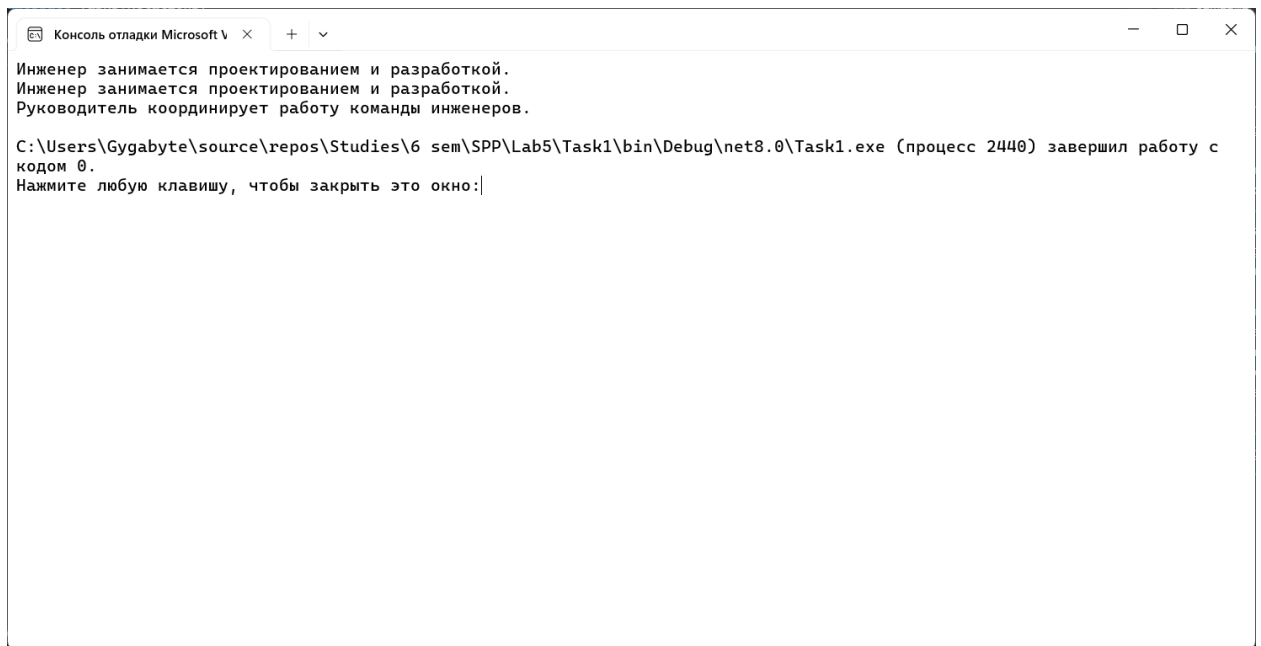 Консоль отладки Microsoft V
Инженер занимается проектированием и разработкой.
Инженер занимается проектированием и разработкой.
Руководитель координирует работу команды инженеров.
C:\Users\Gygabyte\source\repos\Studies\6 sem\SPP\Lab5\Task1\bin\Debug\net8.0\Task1.exe (процесс 2440) завершил работу с
кодом 0.
Нажмите любую клавишу, чтобы закрыть это окно: